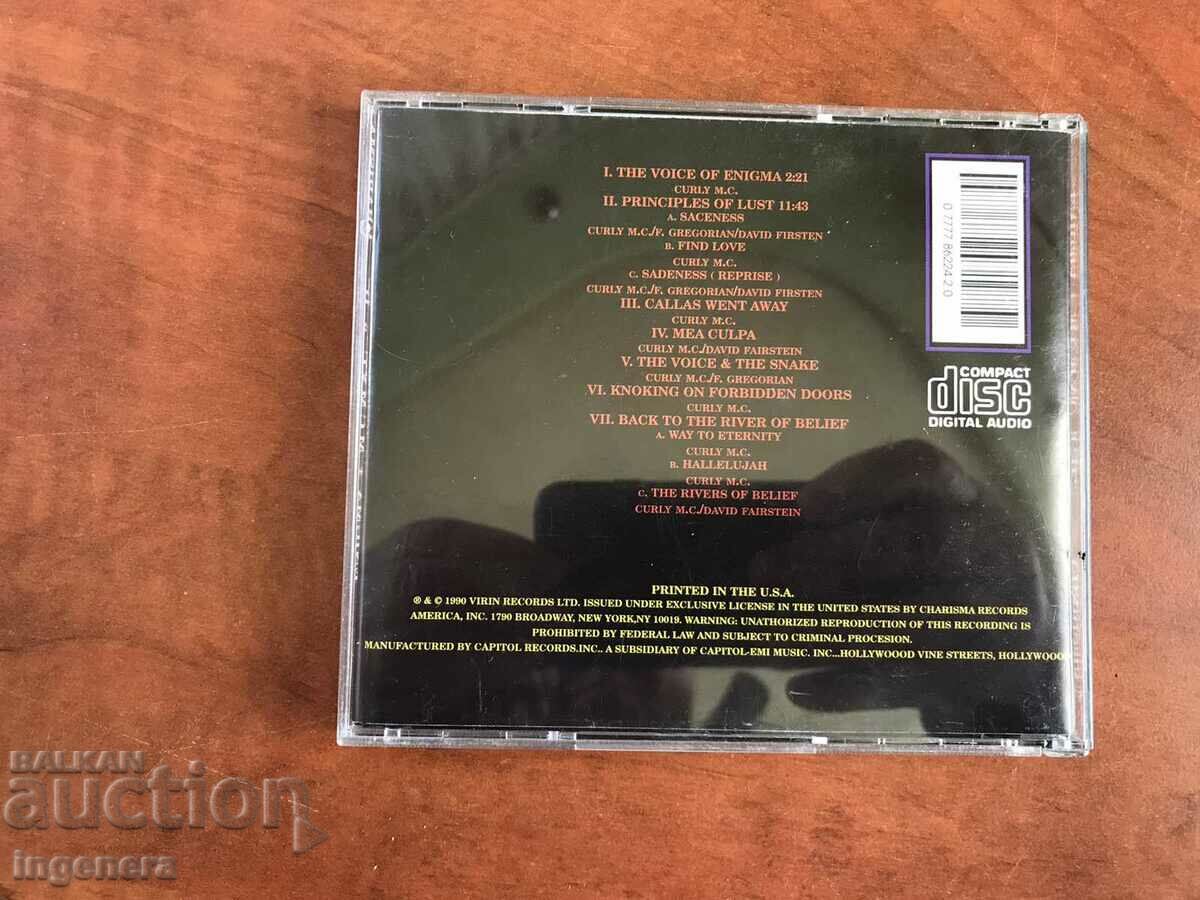 I. THE VOICE OF ENIGMA 2:21
CURLY M.C.
II. PRINCIPLES OF LUST 11:43
A. SACENESS
CURLY M.C./F. GREGORIAN/DAVID FIRSTEN
B. FIND LOVE
CURLY M.C.
C. SADENESS ( REPRISE )
CURLY M.C./F. GREGORIAN/DAVID FIRSTEN
III. CALLAS WENT AWAY
CURLY M.C.
IV. MEA CULPA
CURLY M.C./DAVID FAIRSTEIN
V. THE VOICE & THE SNAKE
CURLY M.C./F. GREGORIAN
VI. KNOKING ON FORBIDDEN DOORS
CURLY M.C.
VII. BACK TO THE RIVER OF BELIEF
A. WAY TO ETERNITY
CURLY M.C.
B. HALLELUJAH
CURLY M.C.
C. THE RIVERS OF BELIEF
CURLY M.C./DAVID FAIRSTEIN
0 7777 86224 2 0
COMPACT
disc
DIGITAL AUDIO
PRINTED IN THE U.S.A.
℗ & © 1990 VIRIN RECORDS LTD. ISSUED UNDER EXCLUSIVE LICENSE IN THE UNITED STATES BY CHARISMA RECORDS
AMERICA, INC. 1790 BROADWAY, NEW YORK,NY 10019. WARNING: UNATHORIZED REPRODUCTION OF THIS RECORDING IS
PROHIBITED BY FEDERAL LAW AND SUBJECT TO CRIMINAL PROCESION.
MANUFACTURED BY CAPITOL RECORDS.INC.. A SUBSIDIARY OF CAPITOL-EMI MUSIC. INC...HOLLYWOOOD VINE STREETS, HOLLYWOOD
BALKAN
auction
ingenera